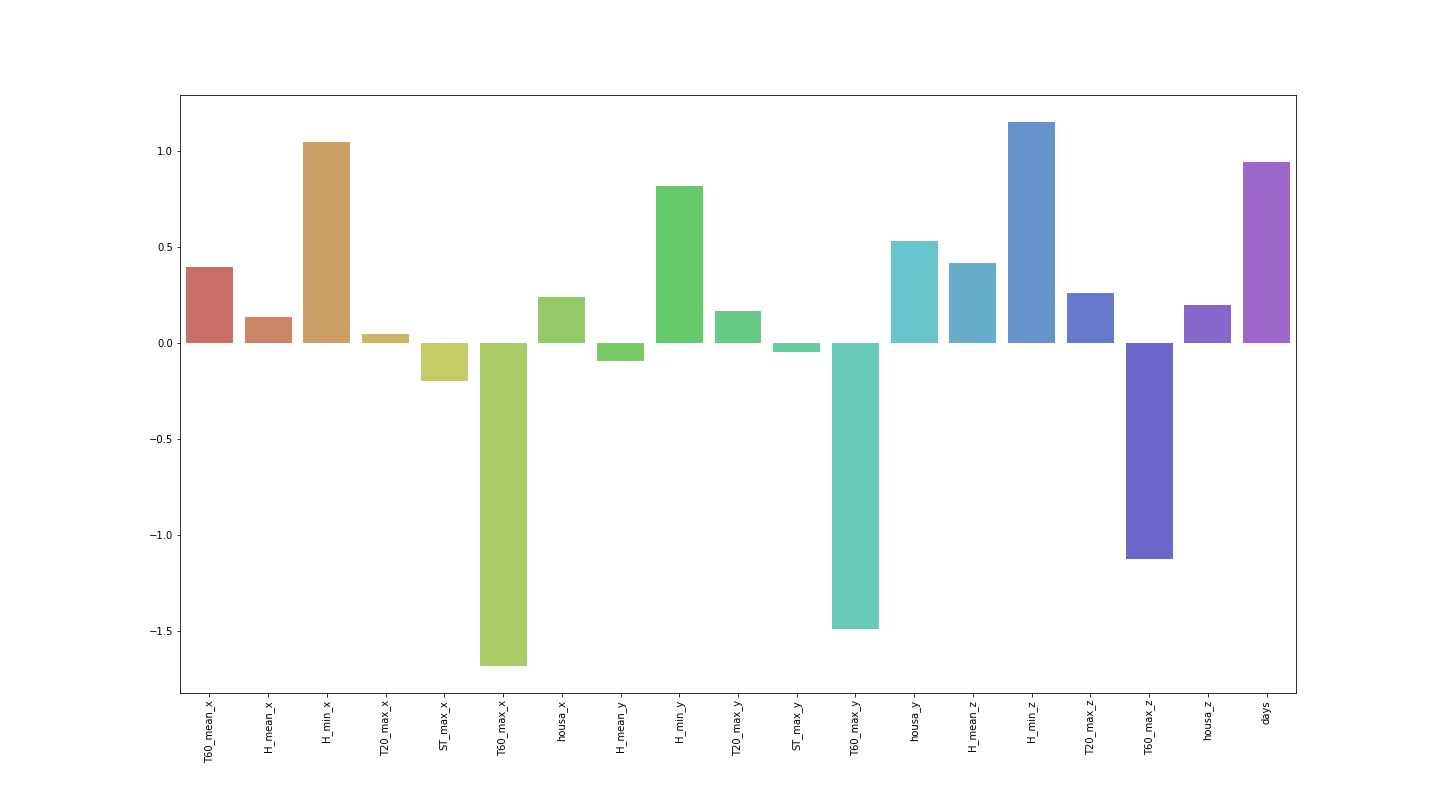 1.0
0.5
0.0
−0.5
−1.0
−1.5
T60_mean_x
H_mean_x
H_min_x
T20_max_x
ST_max_x
T60_max_x
housa_x
H_mean_y
H_min_y
T20_max_y
ST_max_y
T60_max_y
housa_y
H_mean_z
H_min_z
T20_max_z
T60_max_z
housa_z
days